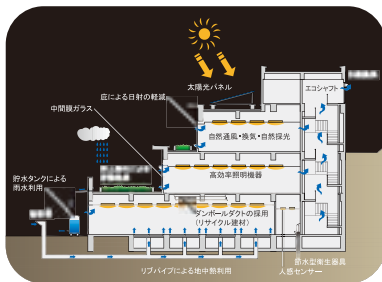 太陽光パネル
エコシャフト
庇による日射の軽減
中間膜ガラス
自然通風・換気・自然採光
高効率照明機器
貯水タンクによる
雨水利用
ダンボールダクトの採用
(リサイクル建材)
節水型衛生器具
人感センサー
リブパイプによる地中熱利用